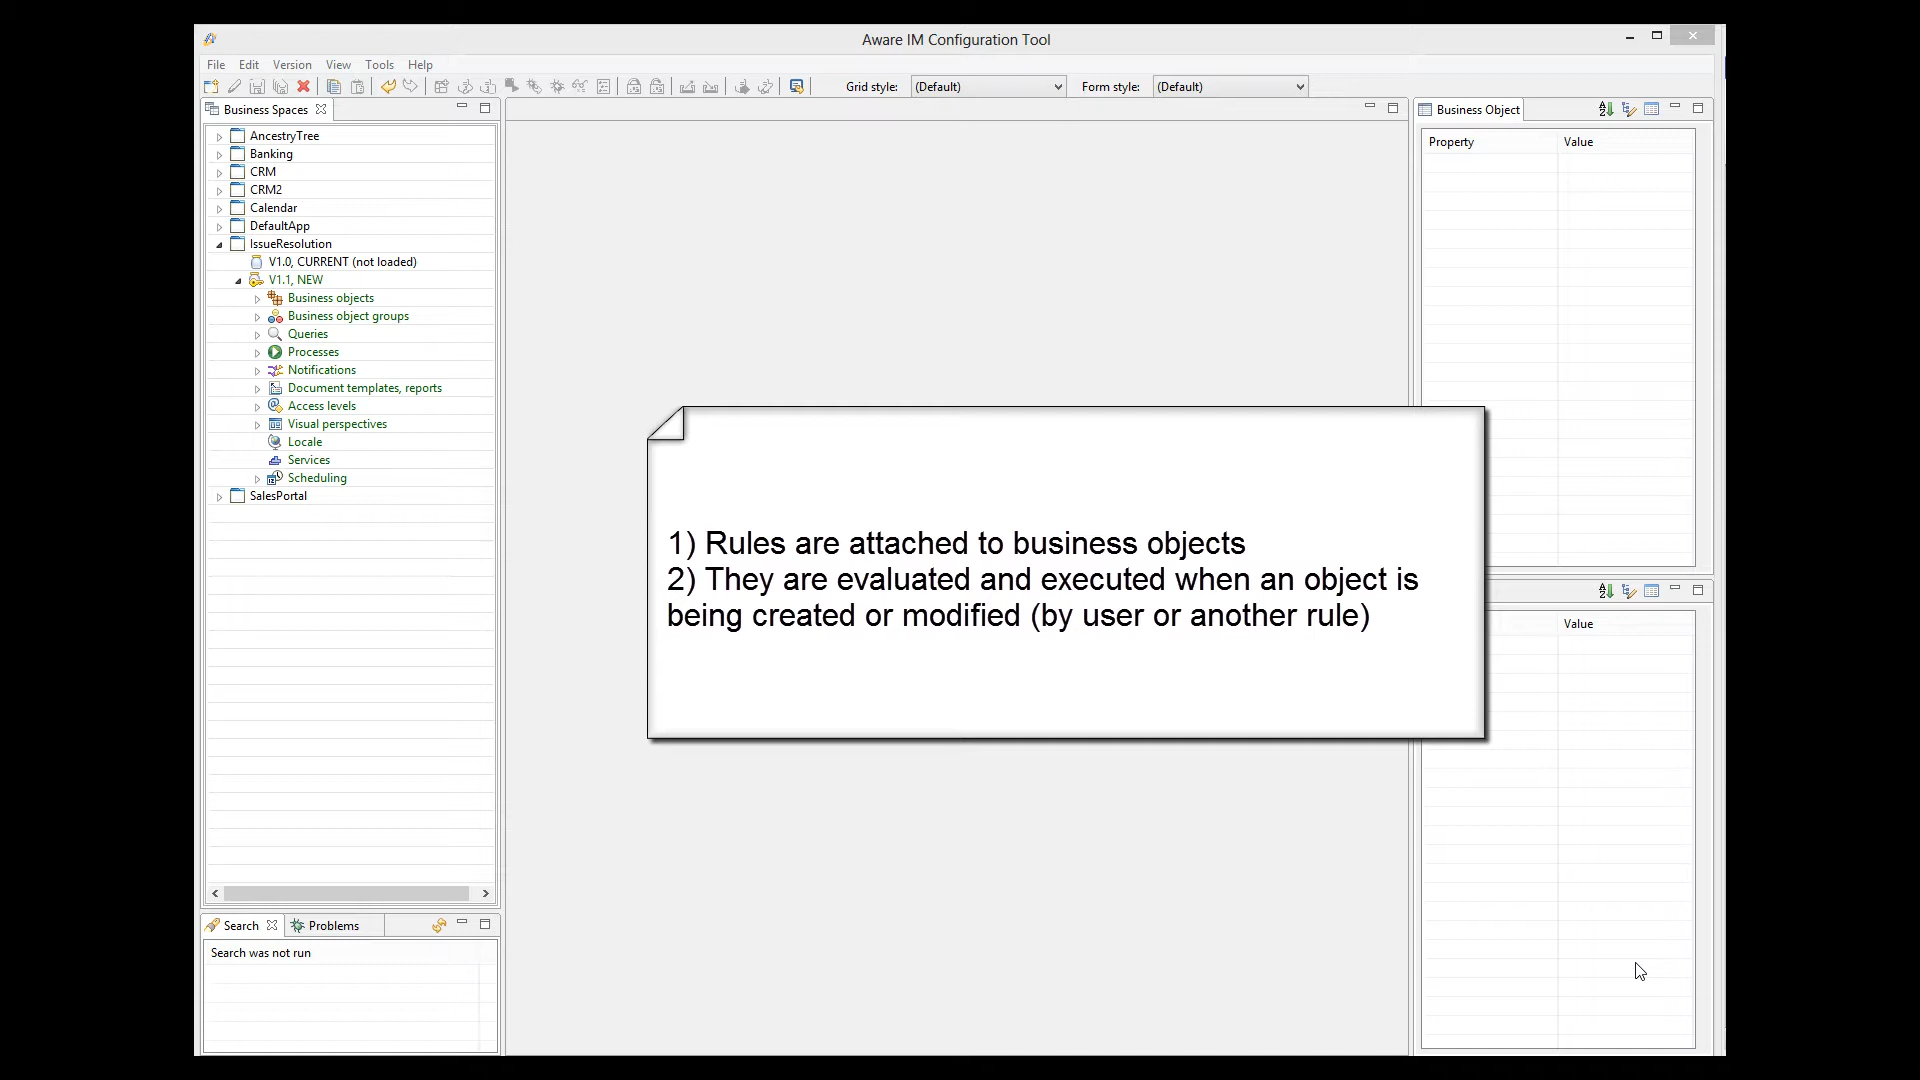 Aware IM Configuration Tool
File Edit Version View Tools Help
Grid style: (Default) Form style: (Default)
Business Spaces
AncestryTree
Banking
CRM
CRM2
Calendar
DefaultApp
IssueResolution
V1.0, CURRENT (not loaded)
V1.1, NEW
Business objects
Business object groups
Queries
Processes
Notifications
Document templates, reports
Access levels
Visual perspectives
Locale
Services
Scheduling
SalesPortal
Search Problems
Search was not run
1) Rules are attached to business objects
2) They are evaluated and executed when an object is
being created or modified (by user or another rule)
Business Object
Property Value
Value